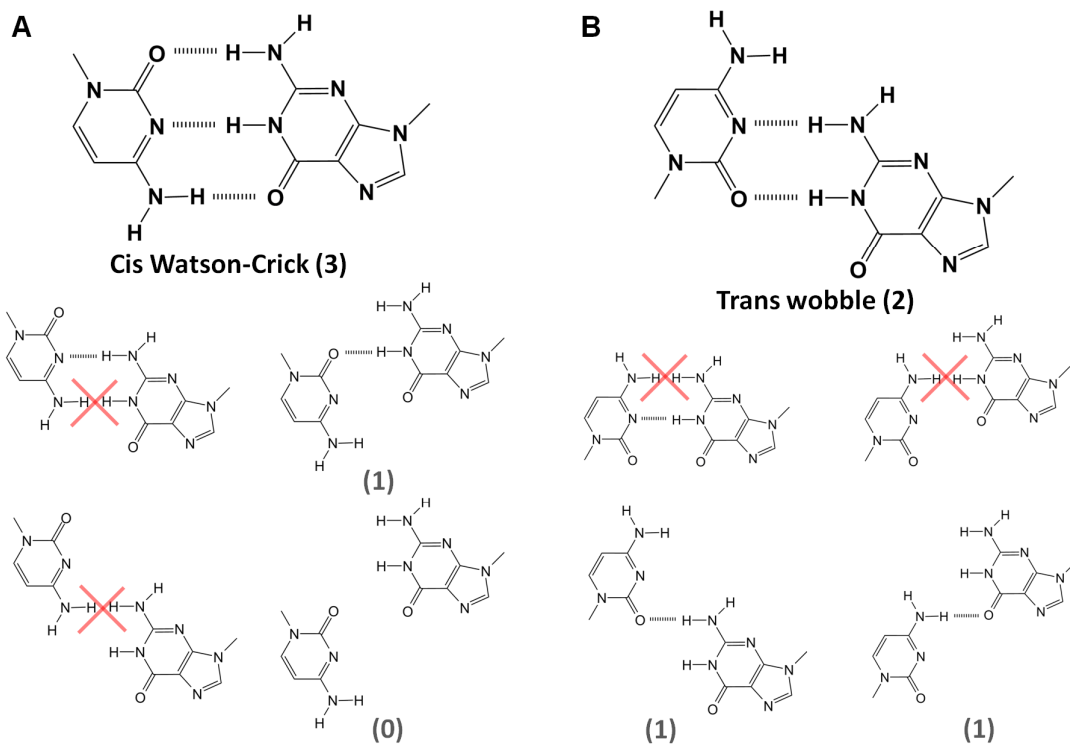 A
H
O H N
N N
N H N N
N H O N
H
Cis Watson-Crick (3)
B
H
N H
H
N H N
N N
O H N N
O N
Trans wobble (2)
O
N H
N H N
N
N H H N N
H
O N
H
H N
O H N N
N
N O N
N
N H
H
(1)
O
N
N H
N H H N
H N
H N N
O N
H
H N
N
H N N
O O N
N
N
N H
H
(0)
H H
N H H N
N
N H N N
N O O N
H
H N
H N
N H H N N
N O N
N O
H
N H
N
N H
O H N
N
H N N
O N
(1)
H
H N
N
H N N
H
N H O N
N
N O
(1)